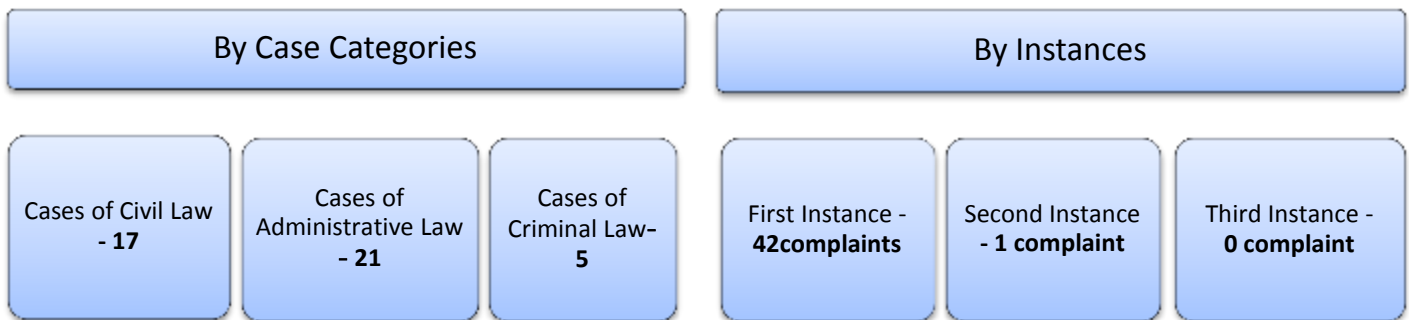 By Case Categories
By Instances
Cases of Civil Law
- 17
Cases of
Administrative Law
– 21
Cases of
Criminal Law–
5
First Instance -
42complaints
Second Instance
- 1 complaint
Third Instance -
0 complaint